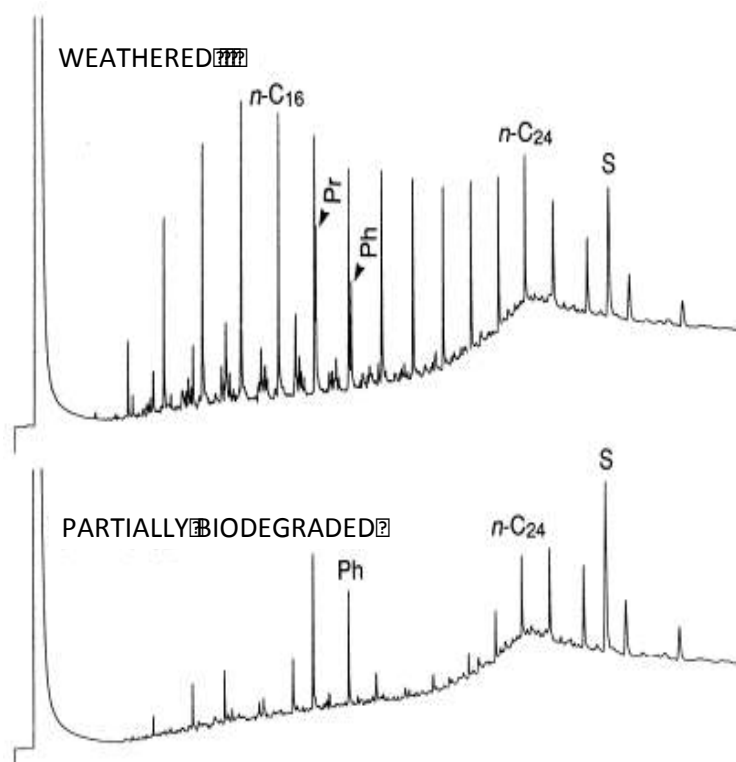 WEATHERED
n-C16
n-C24
S
Pr
Ph
S
PARTIALLY BIODEGRADED
n-C24
Ph